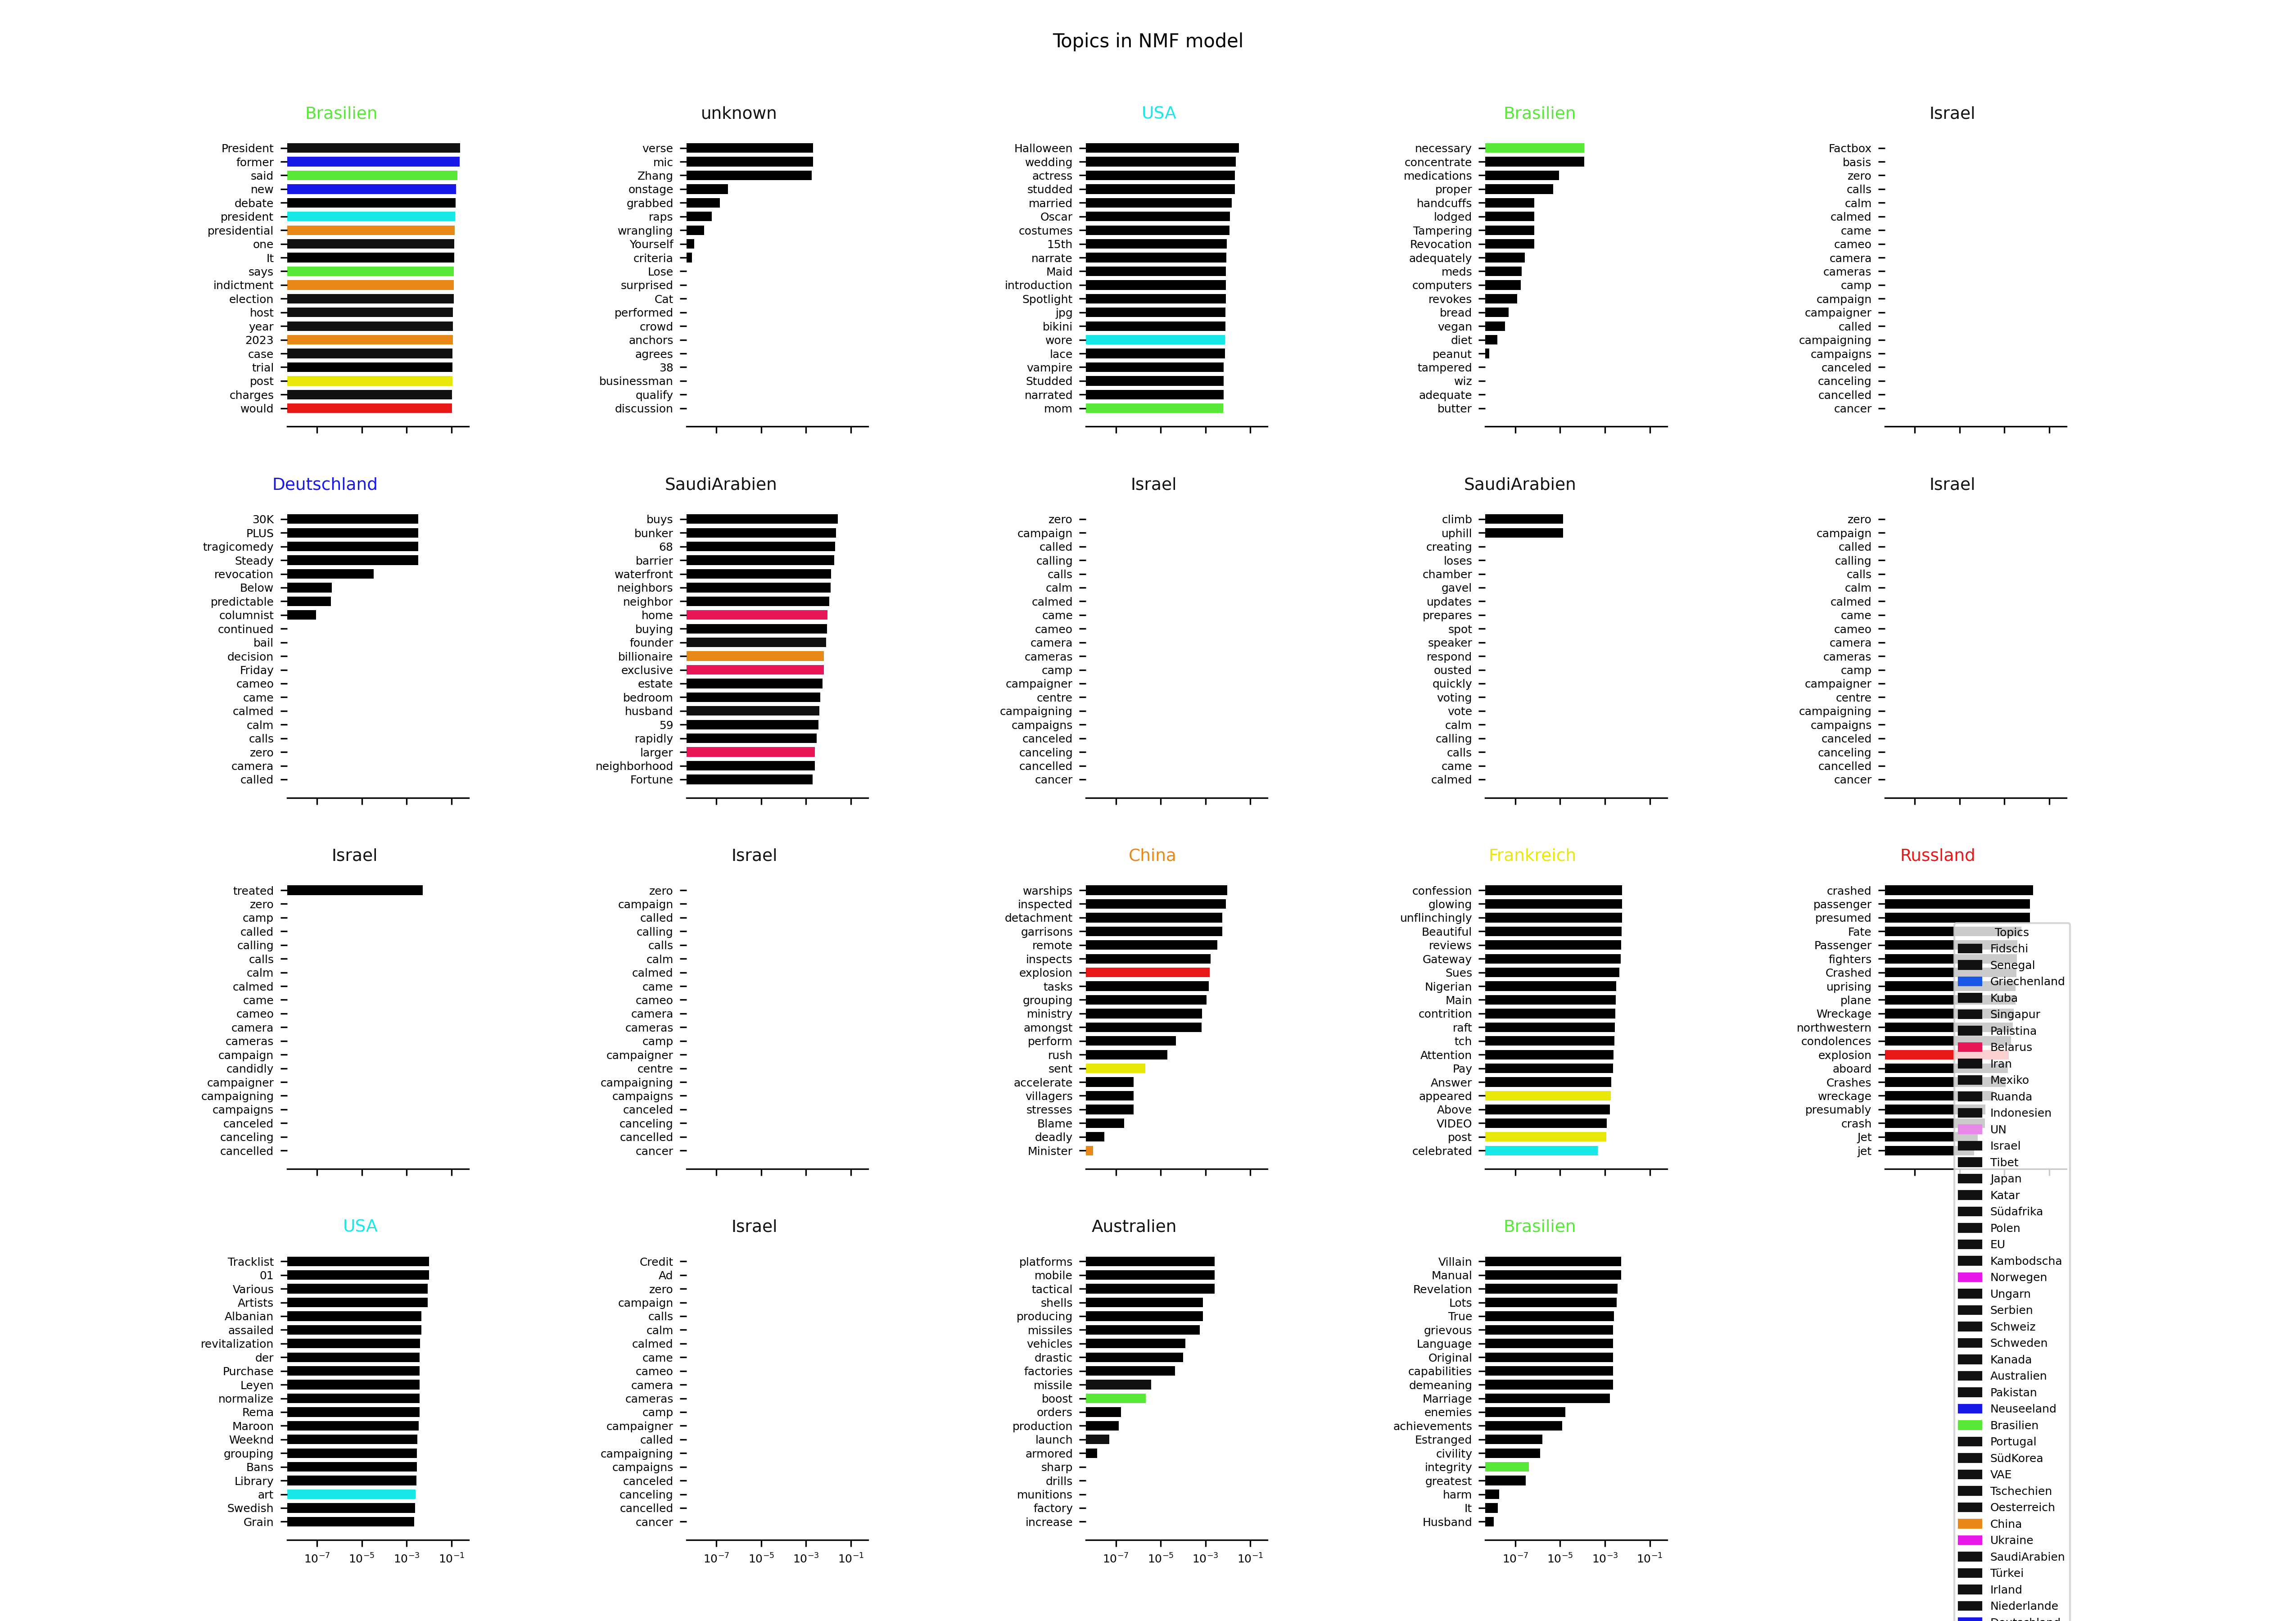 Topics in NMF model
Brasilien
President
former
said
new
debate
president
presidential
one
It
says
indictment
election
host
year
2023
case
trial
post
charges
would
unknown
verse
mic
Zhang
onstage
grabbed
raps
wrangling
Yourself
criteria
Lose
surprised
Cat
performed
crowd
anchors
agrees
38
businessman
qualify
discussion
USA
Halloween
wedding
actress
studded
married
Oscar
costumes
15th
narrate
Maid
introduction
Spotlight
jpg
bikini
wore
lace
vampire
Studded
narrated
mom
Brasilien
necessary
concentrate
medications
proper
handcuffs
lodged
Tampering
Revocation
adequately
meds
computers
revokes
bread
vegan
diet
peanut
tampered
wiz
adequate
butter
Israel
Factbox
basis
zero
calls
calm
calmed
came
cameo
camera
cameras
camp
campaign
campaigner
called
campaigning
campaigns
canceled
canceling
cancelled
cancer
Deutschland
30K
PLUS
tragicomedy
Steady
revocation
Below
predictable
columnist
continued
bail
decision
Friday
cameo
came
calmed
calm
calls
zero
camera
called
SaudiArabien
buys
bunker
68
barrier
waterfront
neighbors
neighbor
home
buying
founder
billionaire
exclusive
estate
bedroom
husband
59
rapidly
larger
neighborhood
Fortune
Israel
zero
campaign
called
calling
calls
calm
calmed
came
cameo
camera
cameras
camp
campaigner
centre
campaigning
campaigns
canceled
canceling
cancelled
cancer
SaudiArabien
climb
uphill
creating
loses
chamber
gavel
updates
prepares
spot
speaker
respond
ousted
quickly
voting
vote
calm
calling
calls
came
calmed
Israel
zero
campaign
called
calling
calls
calm
calmed
came
cameo
camera
cameras
camp
campaigner
centre
campaigning
campaigns
canceled
canceling
cancelled
cancer
Israel
treated
zero
camp
called
calling
calls
calm
calmed
came
cameo
camera
cameras
campaign
candidly
campaigner
campaigning
campaigns
canceled
canceling
cancelled
Israel
zero
campaign
called
calling
calls
calm
calmed
came
cameo
camera
cameras
camp
campaigner
centre
campaigning
campaigns
canceled
canceling
cancelled
cancer
China
warships
inspected
detachment
garrisons
remote
inspects
explosion
tasks
grouping
ministry
amongst
perform
rush
sent
accelerate
villagers
stresses
Blame
deadly
Minister
Frankreich
confession
glowing
unflinchingly
Beautiful
reviews
Gateway
Sues
Nigerian
Main
contrition
raft
tch
Attention
Pay
Answer
appeared
Above
VIDEO
post
celebrated
Russland
crashed
passenger
presumed
Fate
Passenger
fighters
Crashed
uprising
plane
Wreckage
northwestern
condolences
explosion
aboard
Crashes
wreckage
presumably
crash
Jet
jet
USA
Tracklist
01
Various
Artists
Albanian
assailed
revitalization
der
Purchase
Leyen
normalize
Rema
Maroon
Weeknd
grouping
Bans
Library
art
Swedish
Grain
10⁻⁷ 10⁻⁵ 10⁻³ 10⁻¹
Israel
Credit
Ad
zero
campaign
calls
calm
calmed
came
cameo
camera
cameras
camp
campaigner
called
campaigning
campaigns
canceled
canceling
cancelled
cancer
10⁻⁷ 10⁻⁵ 10⁻³ 10⁻¹
Australien
platforms
mobile
tactical
shells
producing
missiles
vehicles
drastic
factories
missile
boost
orders
production
launch
armored
sharp
drills
munitions
factory
increase
10⁻⁷ 10⁻⁵ 10⁻³ 10⁻¹
Brasilien
Villain
Manual
Revelation
Lots
True
grievous
Language
Original
capabilities
demeaning
Marriage
enemies
achievements
Estranged
civility
integrity
greatest
harm
It
Husband
10⁻⁷ 10⁻⁵ 10⁻³ 10⁻¹
Topics
Fidschi
Senegal
Griechenland
Kuba
Singapur
Palistina
Belarus
Iran
Mexiko
Ruanda
Indonesien
UN
Israel
Tibet
Japan
Katar
Südafrika
Polen
EU
Kambodscha
Norwegen
Ungarn
Serbien
Schweiz
Schweden
Kanada
Australien
Pakistan
Neuseeland
Brasilien
Portugal
SüdKorea
VAE
Tschechien
Oesterreich
China
Ukraine
SaudiArabien
Türkei
Irland
Niederlande
Deutschland